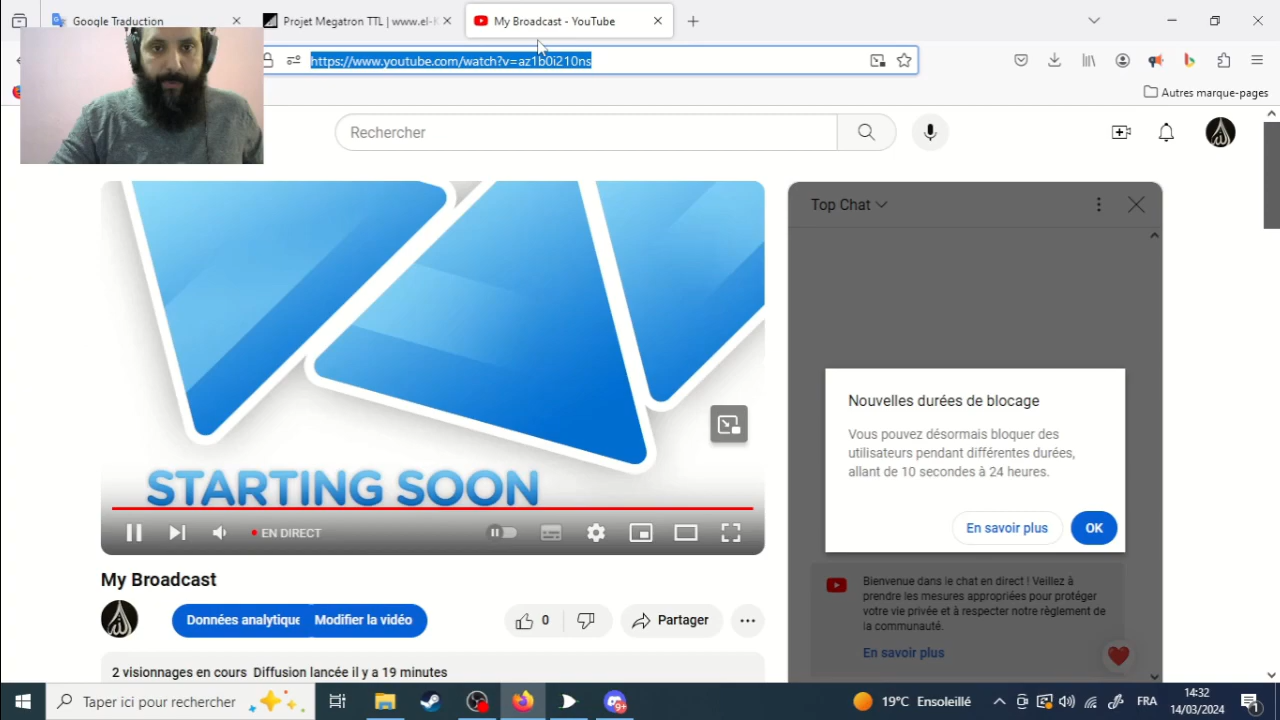 Google Traduction
Projet Megatron TTL | www.el-
My Broadcast - YouTube
https://www.youtube.com/watch?v=az1b0i210ns
Autres marque-pages
Rechercher
Top Chat
STARTING SOON
EN DIRECT
Nouvelles durées de blocage
Vous pouvez désormais bloquer des
utilisateurs pendant différentes durées,
allant de 10 secondes à 24 heures.
En savoir plus
OK
My Broadcast
Données analytique
Modifier la vidéo
0
Partager
2 visionnages en cours Diffusion lancée il y a 19 minutes
Bienvenue dans le chat en direct ! Veillez à
prendre les mesures appropriées pour protéger
votre vie privée et à respecter notre règlement de
la communauté.
En savoir plus
Taper ici pour rechercher
9+
19°C Ensoleillé
FRA
14:32
14/03/2024
1